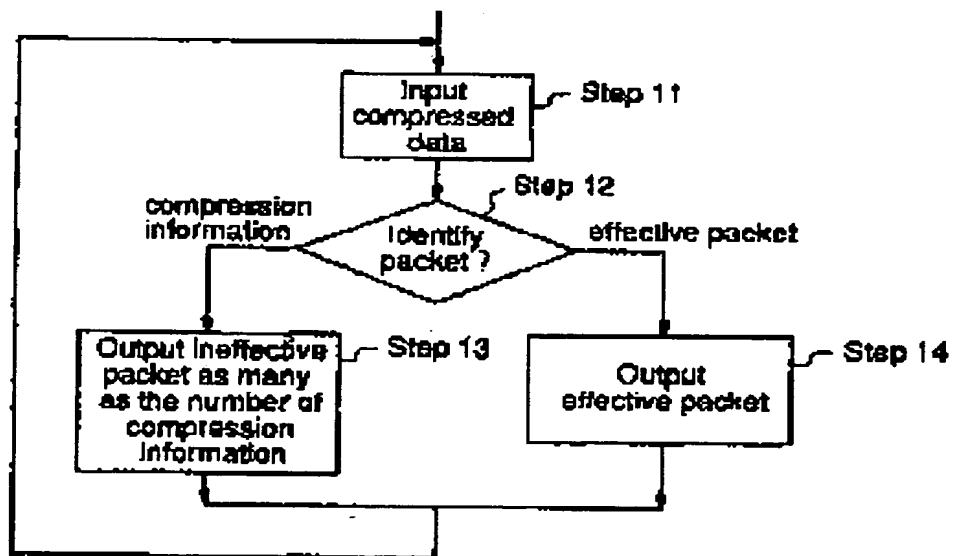 Input
compressed
data
Step 11
Step 12
compression
information
Identify
packet ?
effective packet
Output ineffective
packet as many
as the number of
compression
information
Step 13
Output
effective packet
Step 14